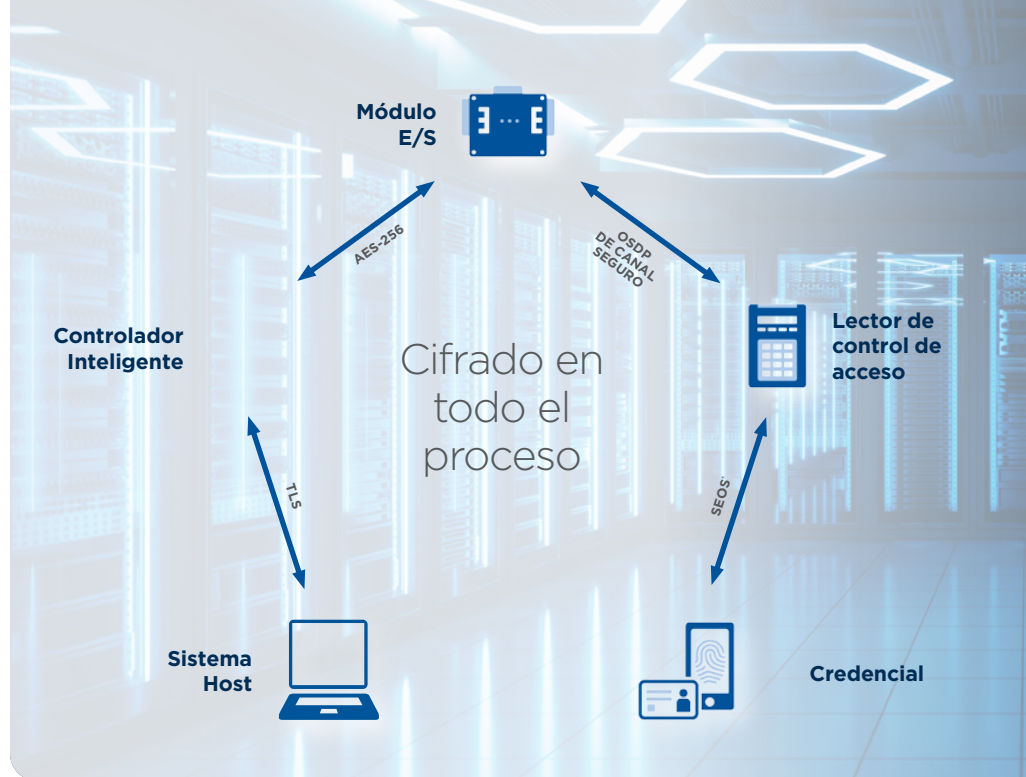 Módulo
E/S
AES-256
OSDP
DE CANAL
SEGURO
Controlador
Inteligente
Lector de
control de
acceso
Cifrado en
todo el
proceso
TLS
SEOS
Sistema
Host
Credencial